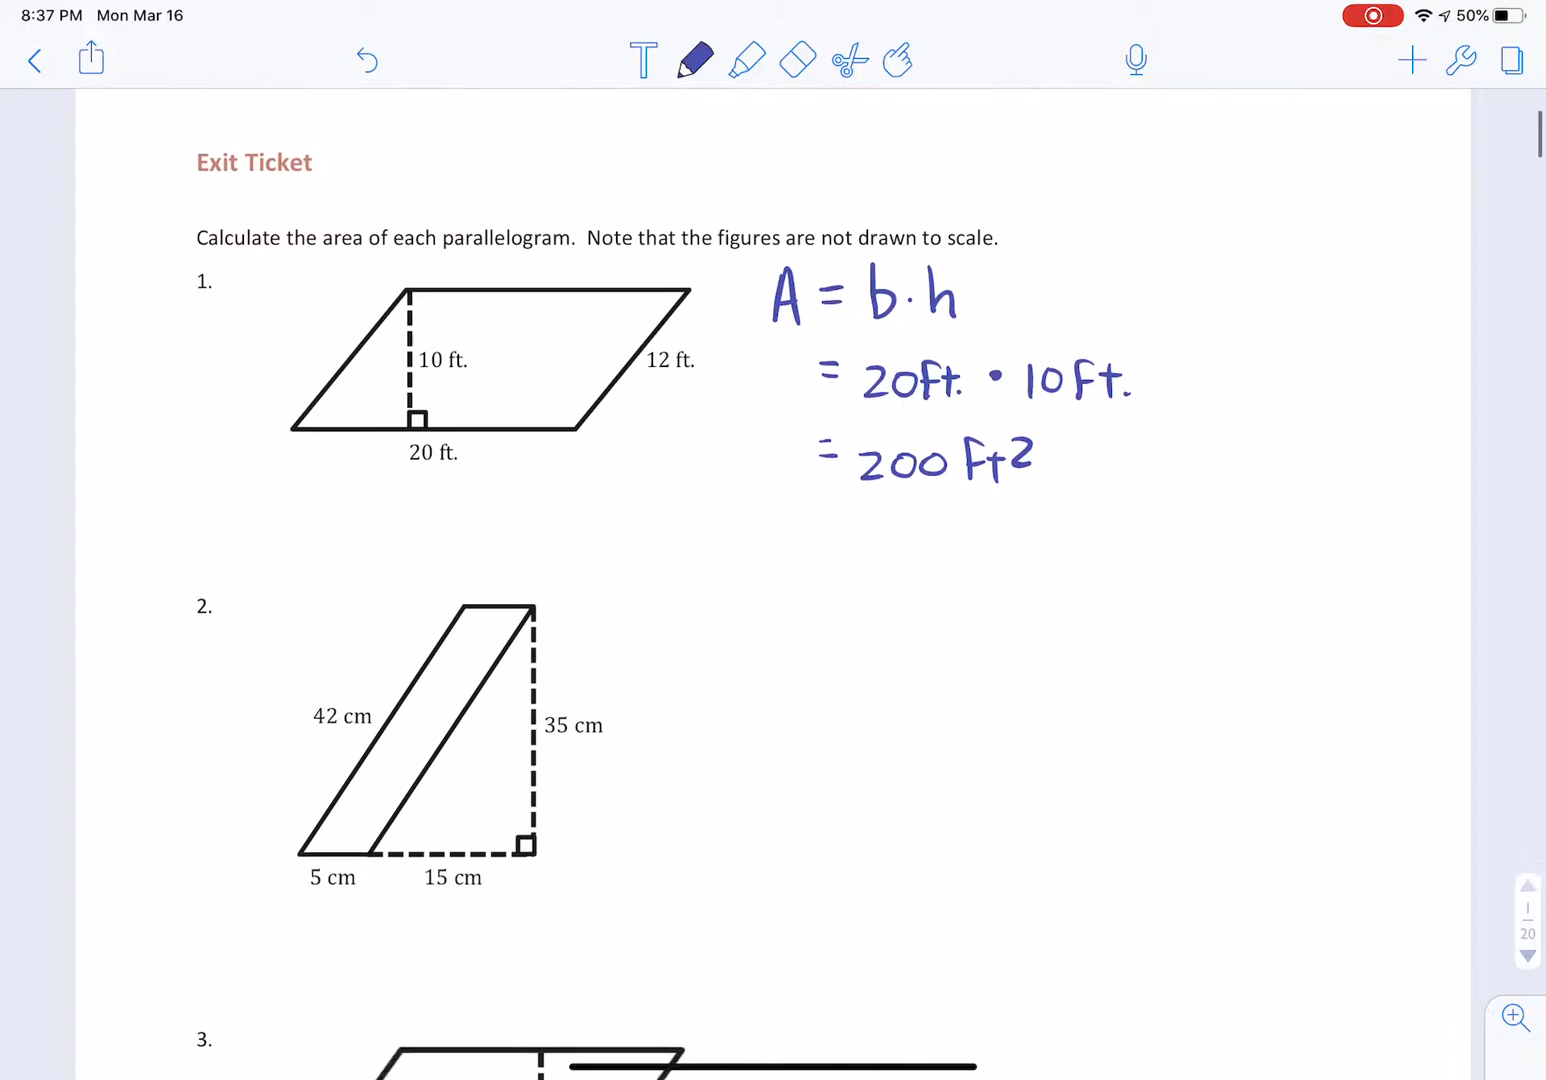 8:37 PM Mon Mar 16
50%
T
Exit Ticket
Calculate the area of each parallelogram. Note that the figures are not drawn to scale.
1.
10 ft.
12 ft.
20 ft.
A = b·h
= 20ft. • 10ft.
= 200 ft²
2.
42 cm
35 cm
5 cm
15 cm
1
20
3.